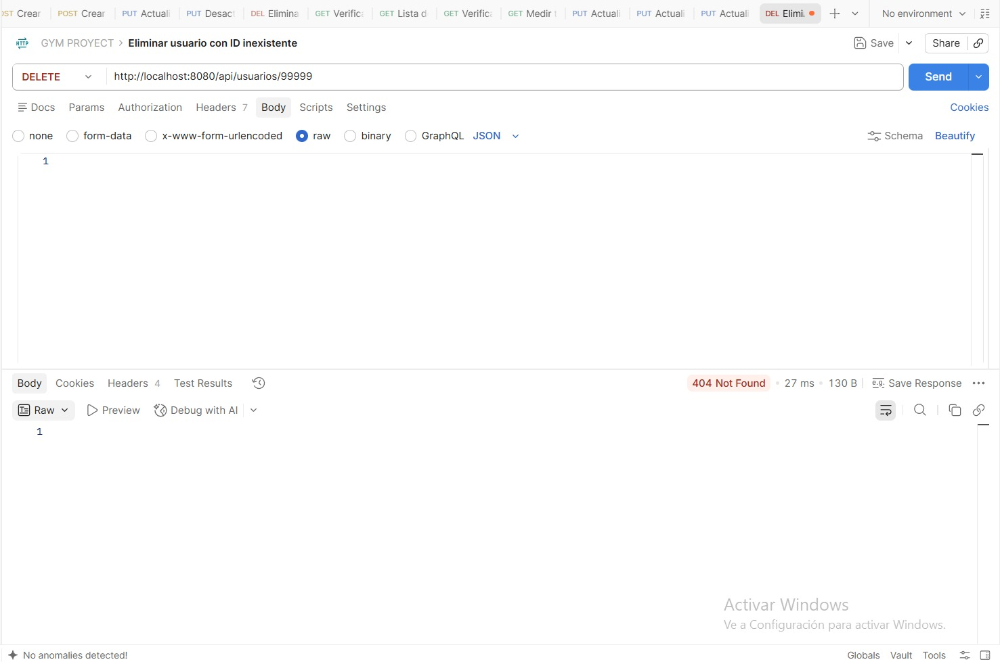 OST Crear POST Crear PUT Actuali PUT Desact DEL Elimina GET Verifica GET Lista d GET Verifica GET Medir t PUT Actuali PUT Actuali PUT Actuali DEL Elimi. No environment
HTTP GYM PROYECT > Eliminar usuario con ID inexistente Save Share
DELETE http://localhost:8080/api/usuarios/99999 Send
Docs Params Authorization Headers 7 Body Scripts Settings Cookies
none form-data x-www-form-urlencoded raw binary GraphQL JSON Schema Beautify
1
Body Cookies Headers 4 Test Results 404 Not Found • 27 ms • 130 B e.g. Save Response
Raw Preview Debug with AI
1
Activar Windows
Ve a Configuración para activar Windows.
No anomalies detected! Globals Vault Tools